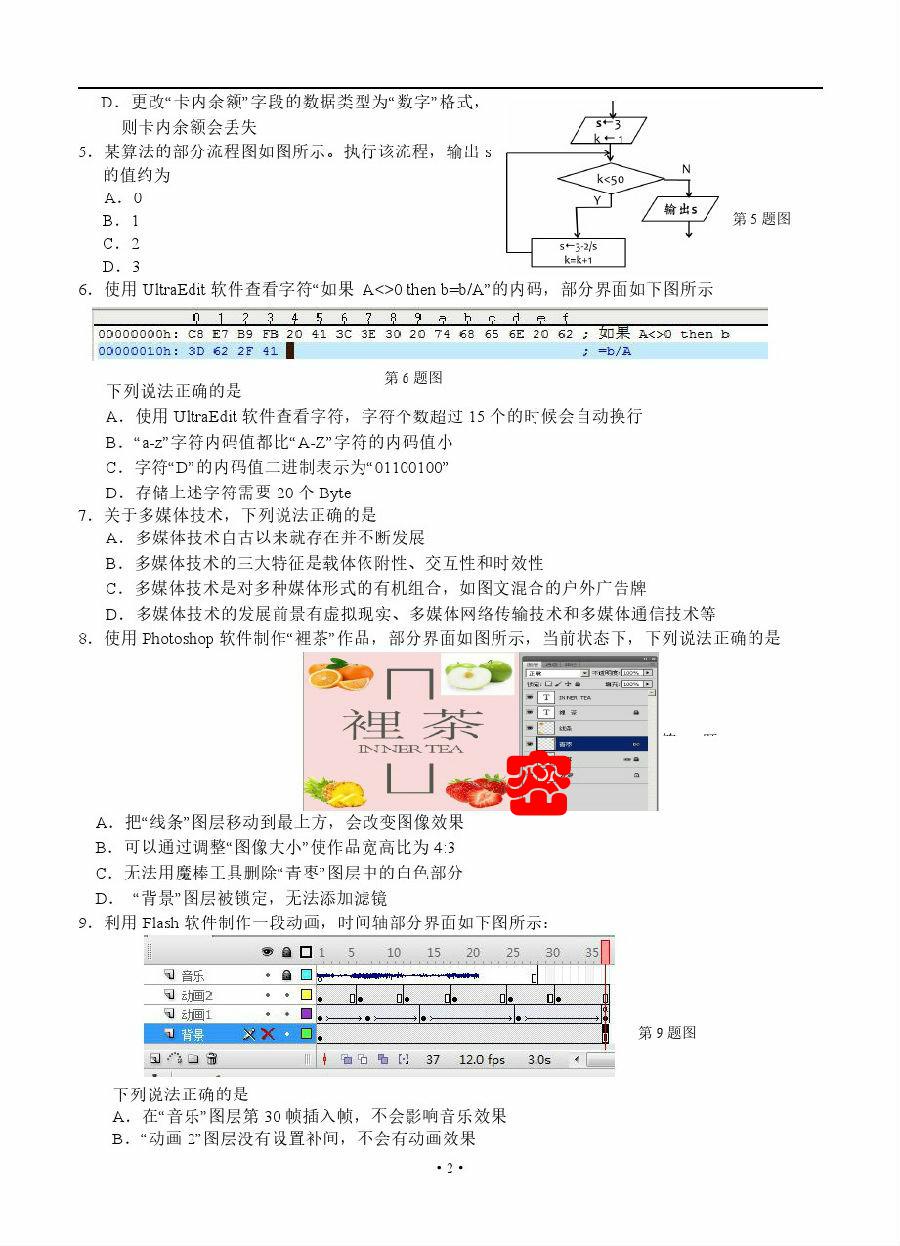 D．更改“卡内余额”字段的数据类型为“数字”格式，
则卡内余额会丢失
5．某算法的部分流程图如图所示。执行该流程，输出 s
的值约为
A．0
B．1
C．2
D．3
s←3
k←1
k<50
N
Y
输出s
s←3-2/s
k=k+1
第 5 题图
6．使用 UltraEdit 软件查看字符“如果 A<>0 then b=b/A”的内码，部分界面如下图所示
0 1 2 3 4 5 6 7 8 9 a b c d e f
00000000h: C8 E7 B9 FB 20 41 3C 3E 30 20 74 68 65 6E 20 62 ; 如果 A<>0 then b
00000010h: 3D 62 2F 41 ; =b/A
第 6 题图
下列说法正确的是
A．使用 UltraEdit 软件查看字符，字符个数超过 15 个的时候会自动换行
B．“a-z”字符内码值都比“A-Z”字符的内码值小
C．字符“D”的内码值二进制表示为“01100100”
D．存储上述字符需要 20 个 Byte
7．关于多媒体技术，下列说法正确的是
A．多媒体技术自古以来就存在并不断发展
B．多媒体技术的三大特征是载体依附性、交互性和时效性
C．多媒体技术是对多种媒体形式的有机组合，如图文混合的户外广告牌
D．多媒体技术的发展前景有虚拟现实、多媒体网络传输技术和多媒体通信技术等
8．使用 Photoshop 软件制作“裡茶”作品，部分界面如图所示，当前状态下，下列说法正确的是
裡 茶
INNER TEA
正常
不透明度: 100%
锁定:
填充: 100%
T INNER TEA
T 裡 茶
线条
青枣
A．把“线条”图层移动到最上方，会改变图像效果
B．可以通过调整“图像大小”使作品宽高比为 4:3
C．无法用魔棒工具删除“青枣”图层中的白色部分
D． “背景”图层被锁定，无法添加滤镜
9．利用 Flash 软件制作一段动画，时间轴部分界面如下图所示：
1 5 10 15 20 25 30 35
音乐
动画2
动画1
背景
37 12.0 fps 3.0s
第 9 题图
下列说法正确的是
A．在“音乐”图层第 30 帧插入帧，不会影响音乐效果
B．“动画 2”图层没有设置补间，不会有动画效果
· 2 ·